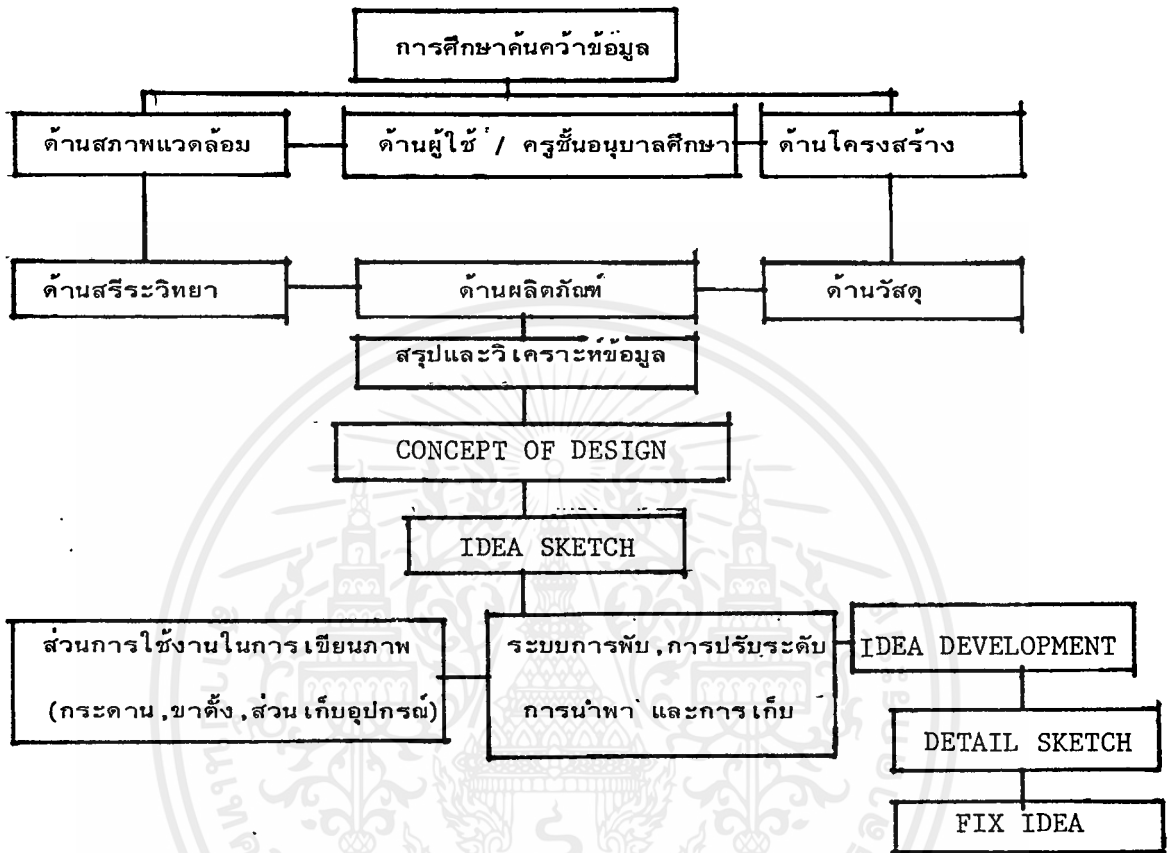 การศึกษาค้นคว้าข้อมูล
ด้านสภาพแวดล้อม
ด้านผู้ใช้ / ครูชั้นอนุบาลศึกษา
ด้านโครงสร้าง
ด้านสรีระวิทยา
ด้านผลิตภัณฑ์
ด้านวัสดุ
สรุปและวิเคราะห์ข้อมูล
CONCEPT OF DESIGN
IDEA SKETCH
ส่วนการใช้งานในการเขียนภาพ
(กระดาน,ขาตั้ง,ส่วนเก็บอุปกรณ์)
ระบบการพับ,การปรับระดับ
การนำพา และการเก็บ
IDEA DEVELOPMENT
DETAIL SKETCH
FIX IDEA